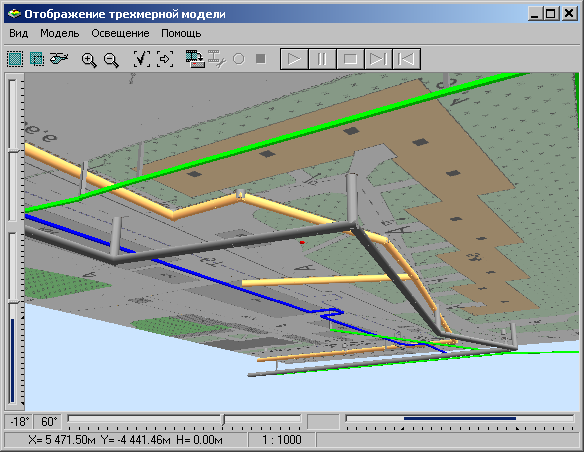 Отображение трехмерной модели
Вид Модель Освещение Помощь
-18° 60°
X= 5 471.50м Y= -4 441.46м H= 0.00м 1 : 1000